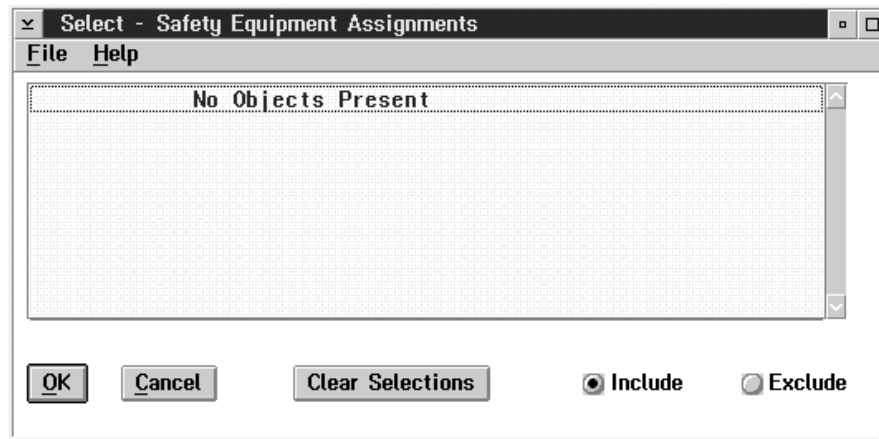 Select - Safety Equipment Assignments
File Help
No Objects Present
OK Cancel Clear Selections Include Exclude